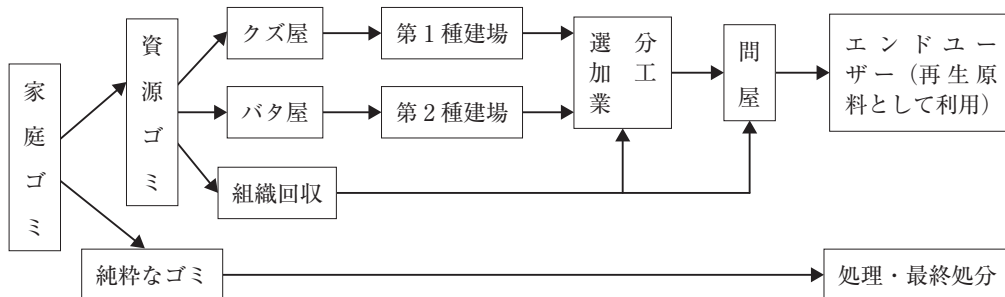 家庭ゴミ
資源ゴミ
クズ屋
第1種建場
バタ屋
第2種建場
組織回収
選分
加工
業
問屋
エンドユー
ザー（再生原
料として利用）
純粋なゴミ
処理・最終処分